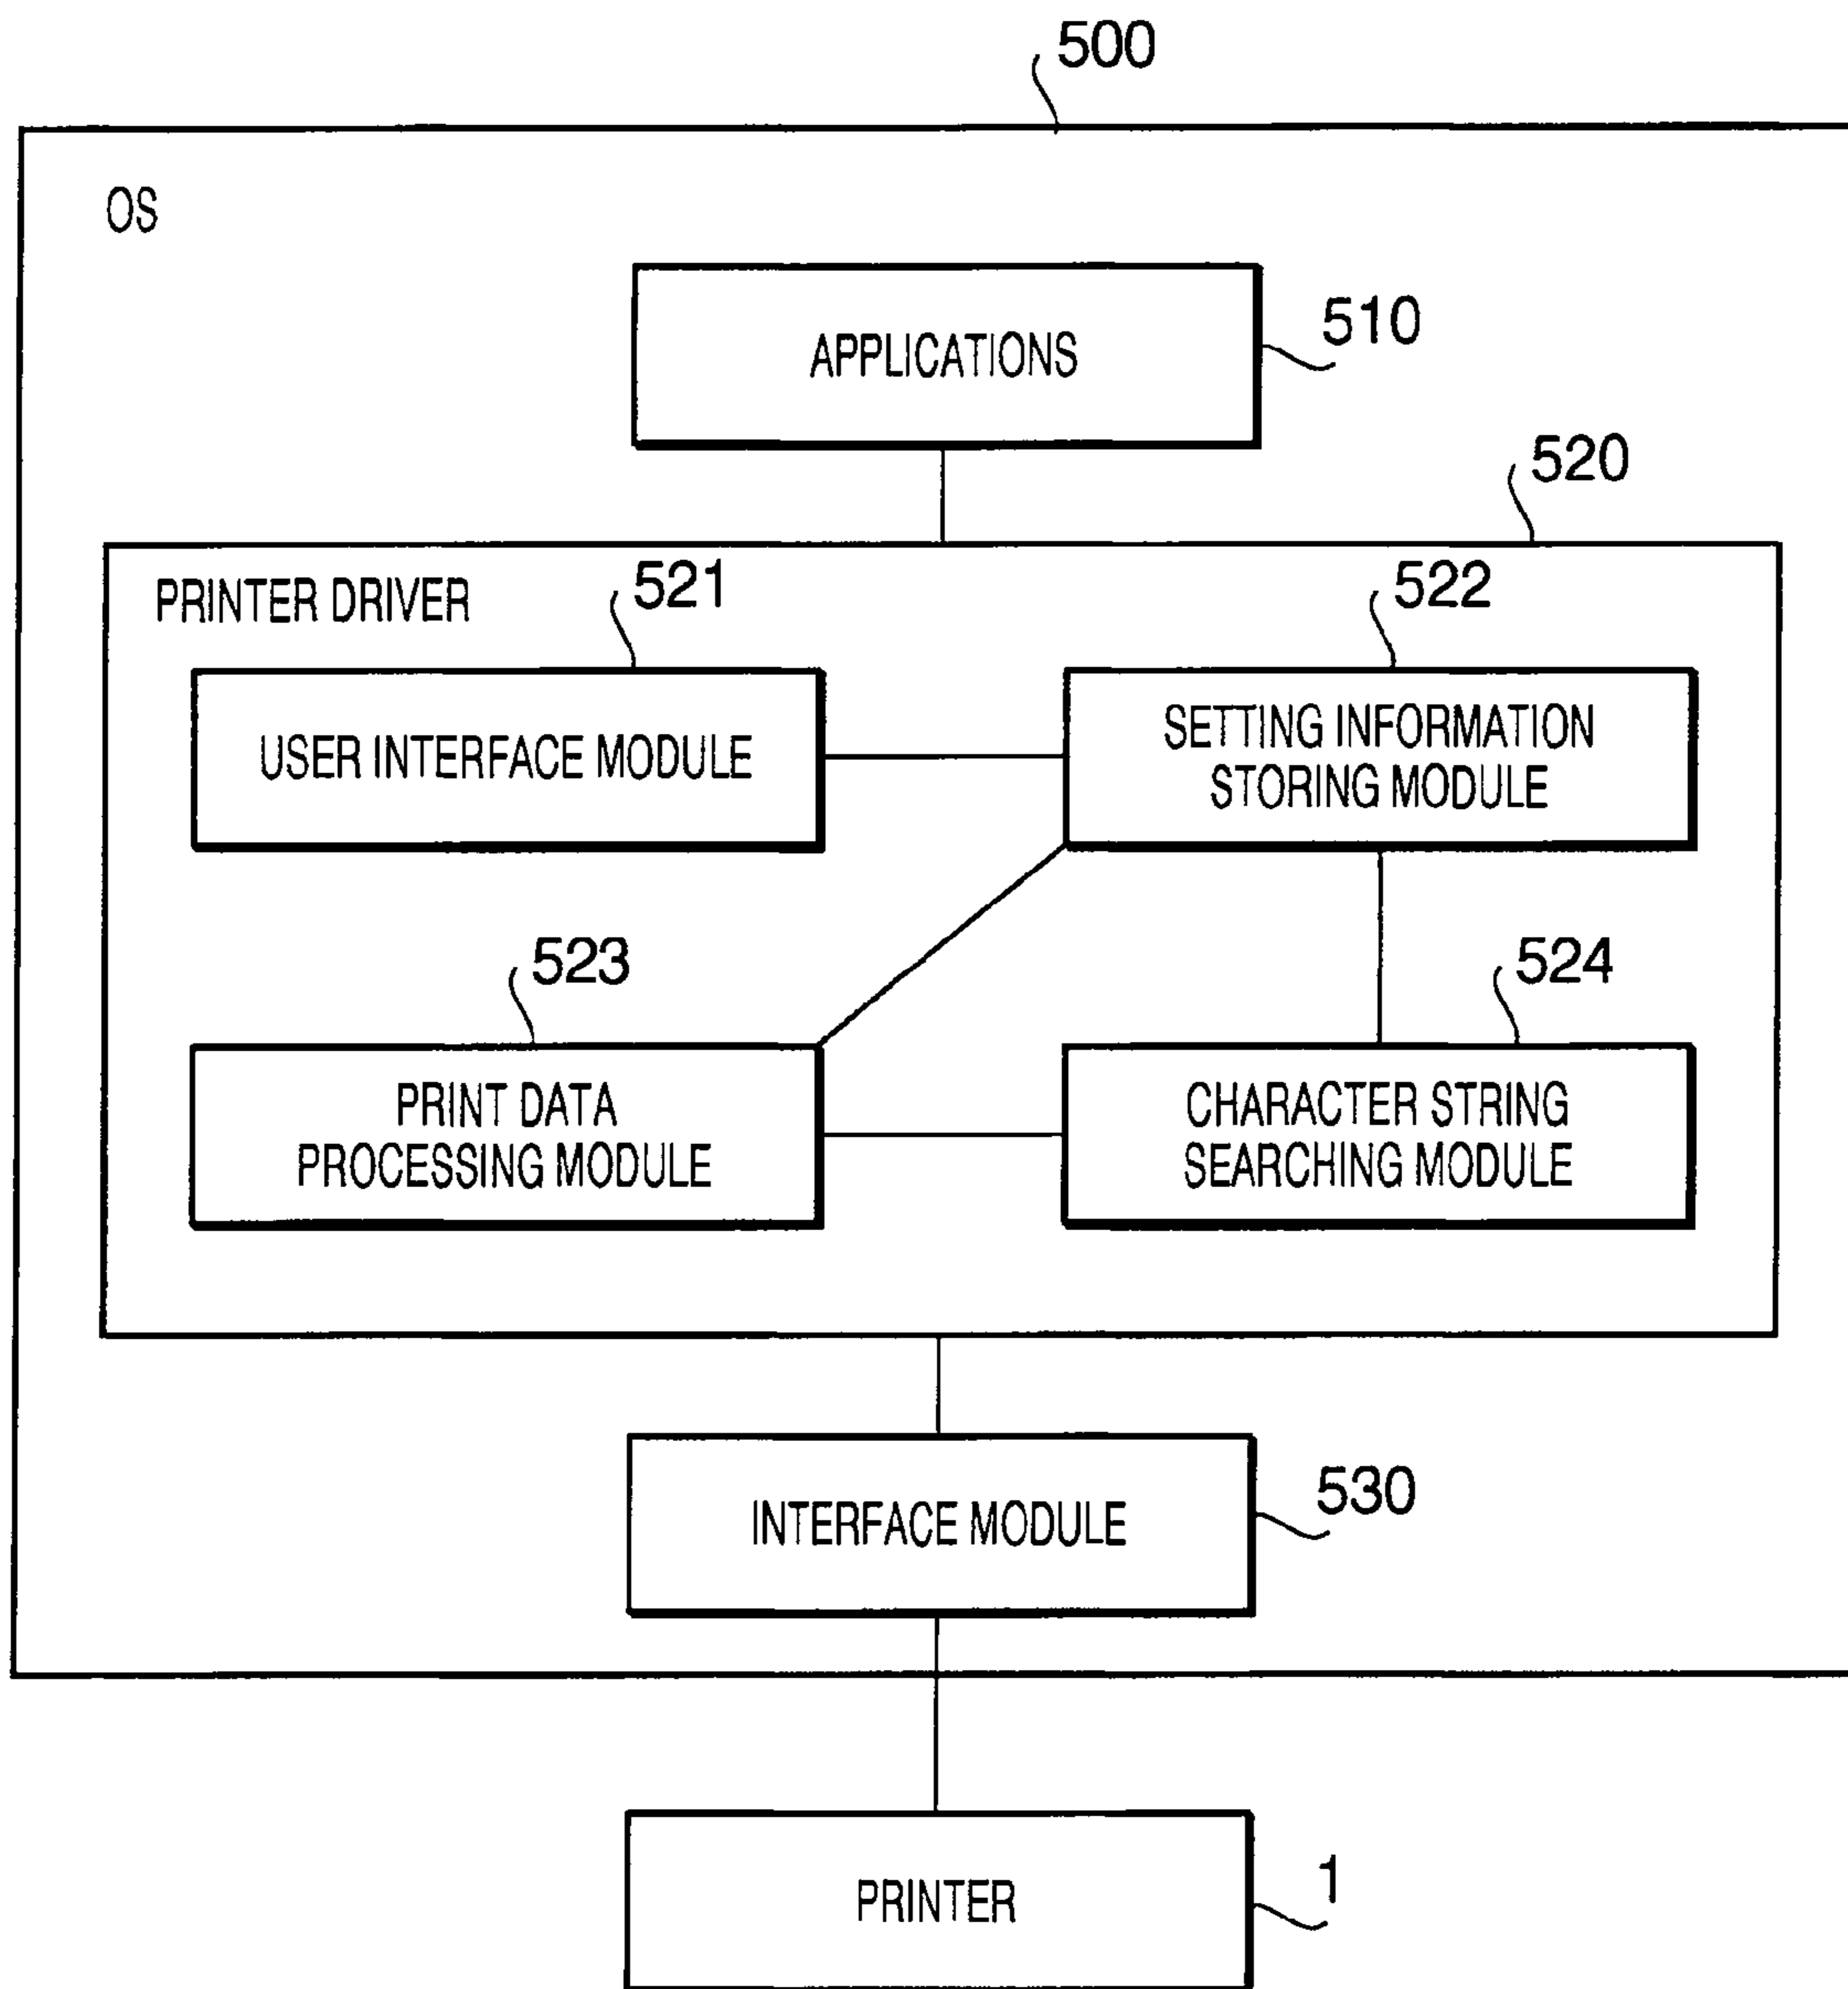 500
OS
APPLICATIONS
510
520
PRINTER DRIVER
521
522
USER INTERFACE MODULE
SETTING INFORMATION
STORING MODULE
523
524
PRINT DATA
PROCESSING MODULE
CHARACTER STRING
SEARCHING MODULE
INTERFACE MODULE
530
PRINTER
1